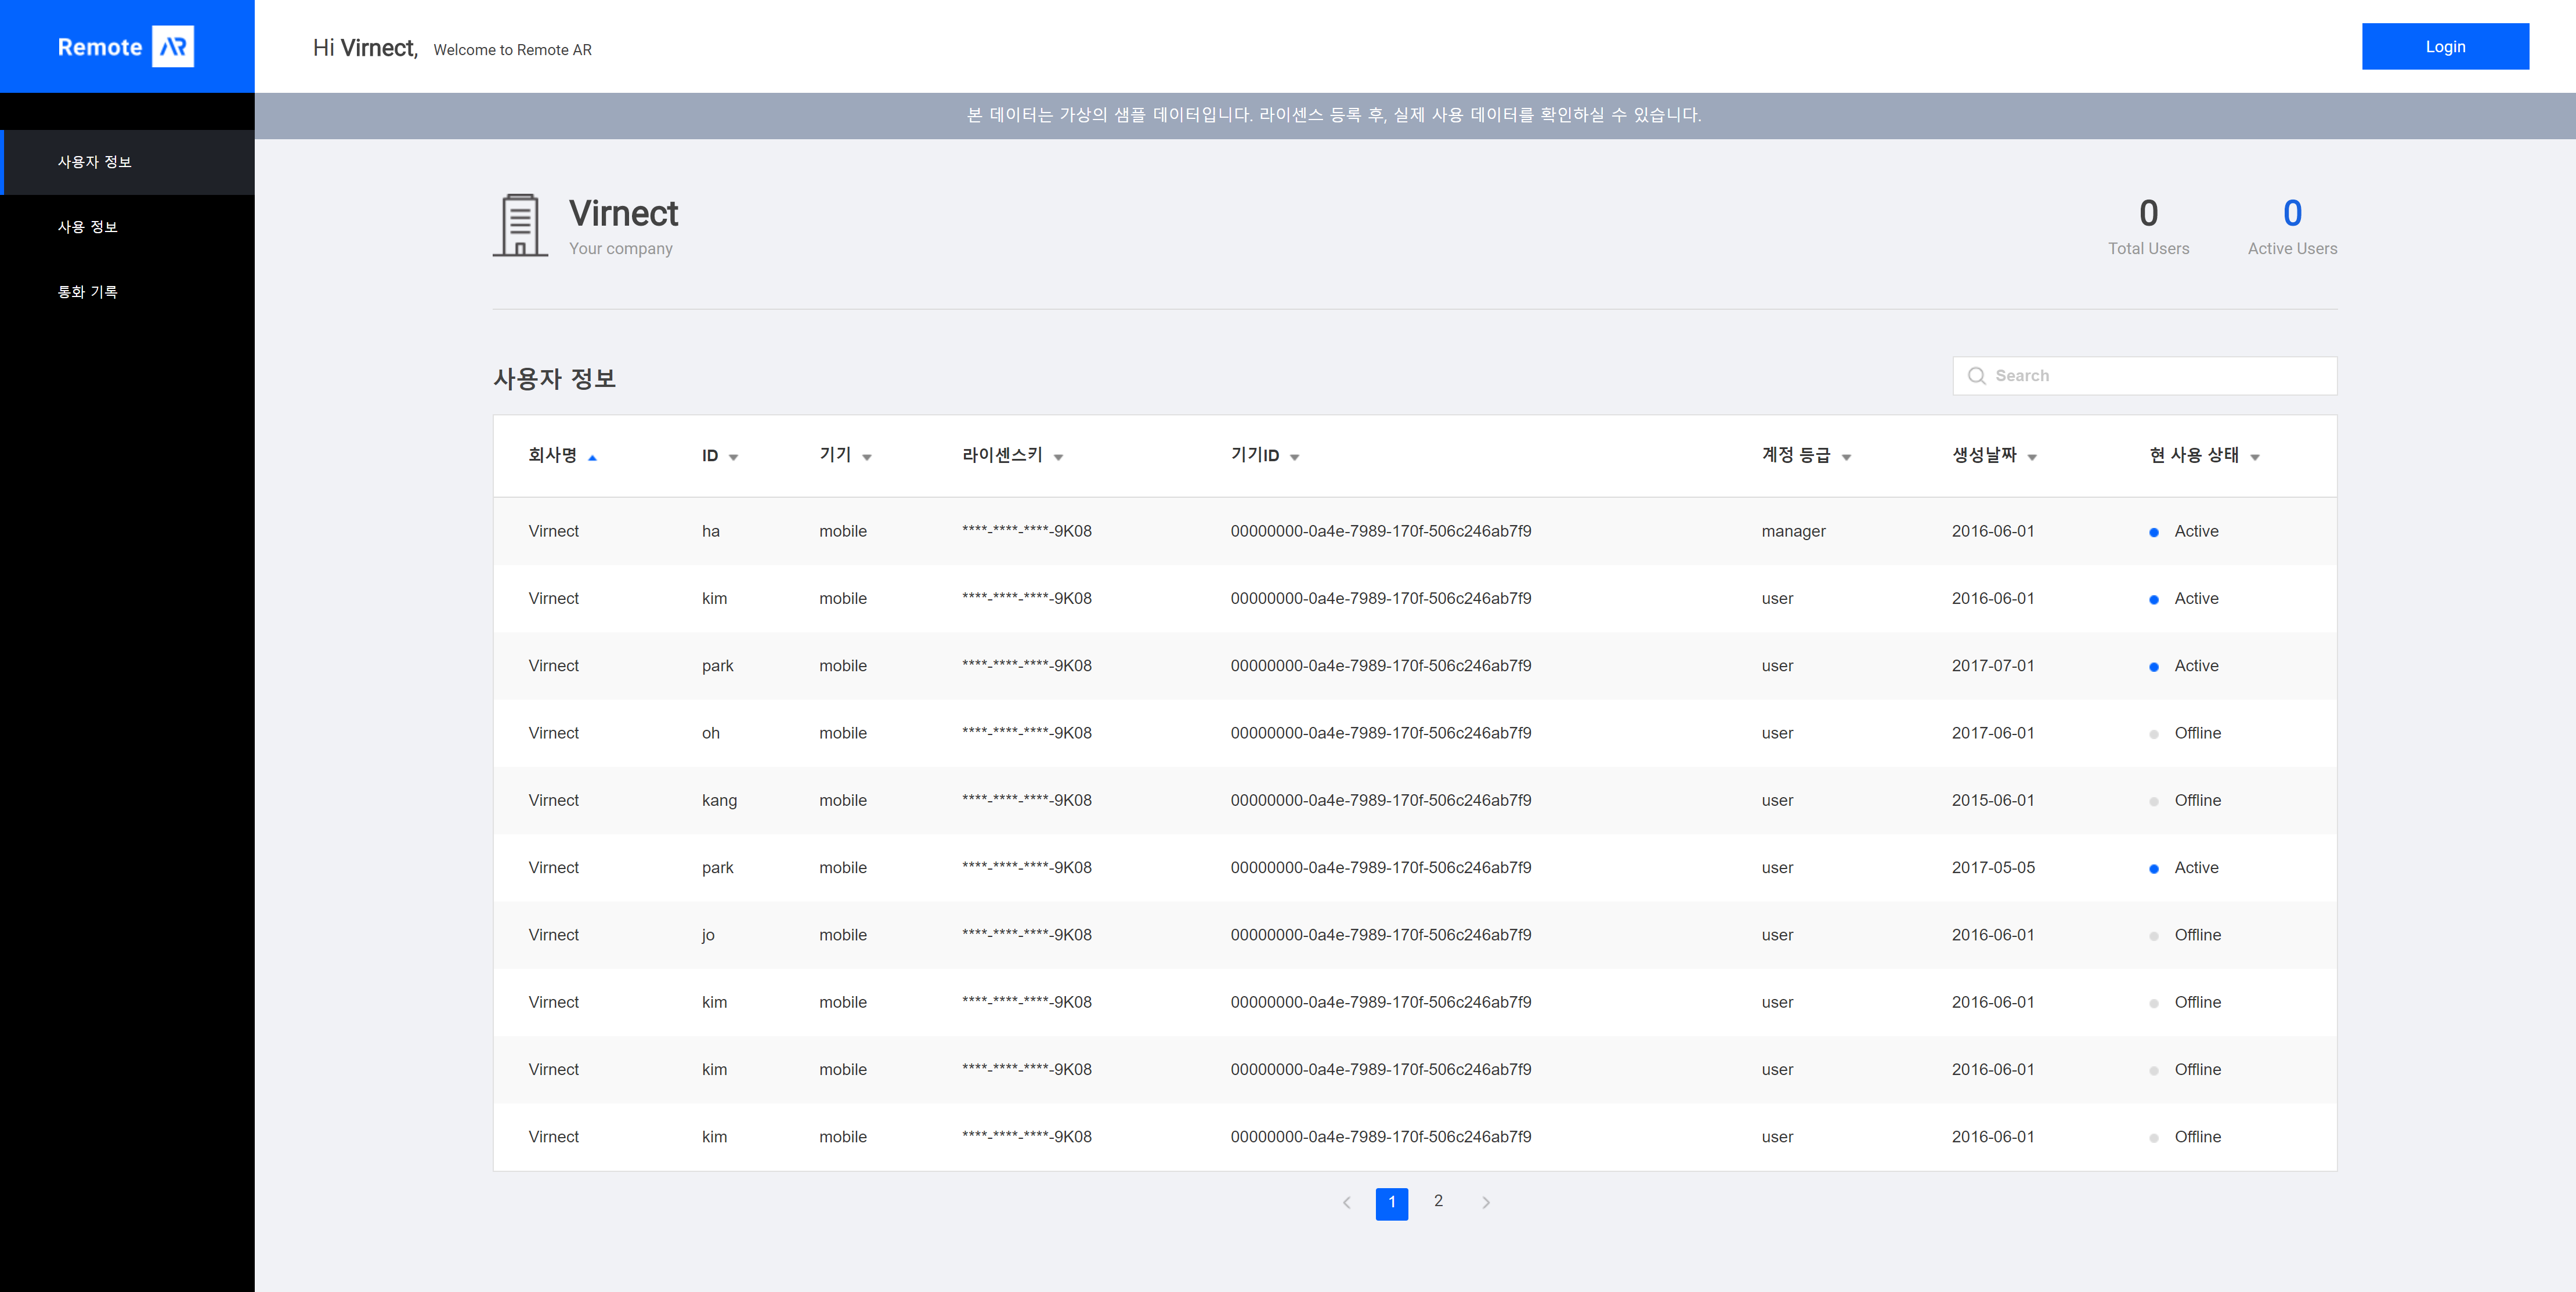 Remote AR
Hi Virnect, Welcome to Remote AR
Login
본 데이터는 가상의 샘플 데이터입니다. 라이센스 등록 후, 실제 사용 데이터를 확인하실 수 있습니다.
사용자 정보
사용 정보
통화 기록
Virnect
Your company
0
Total Users
0
Active Users
사용자 정보
Search
회사명 ID 기기 라이센스키 기기ID 계정 등급 생성날짜 현 사용 상태
Virnect ha mobile ****-****-****-9K08 00000000-0a4e-7989-170f-506c246ab7f9 manager 2016-06-01 Active
Virnect kim mobile ****-****-****-9K08 00000000-0a4e-7989-170f-506c246ab7f9 user 2016-06-01 Active
Virnect park mobile ****-****-****-9K08 00000000-0a4e-7989-170f-506c246ab7f9 user 2017-07-01 Active
Virnect oh mobile ****-****-****-9K08 00000000-0a4e-7989-170f-506c246ab7f9 user 2017-06-01 Offline
Virnect kang mobile ****-****-****-9K08 00000000-0a4e-7989-170f-506c246ab7f9 user 2015-06-01 Offline
Virnect park mobile ****-****-****-9K08 00000000-0a4e-7989-170f-506c246ab7f9 user 2017-05-05 Active
Virnect jo mobile ****-****-****-9K08 00000000-0a4e-7989-170f-506c246ab7f9 user 2016-06-01 Offline
Virnect kim mobile ****-****-****-9K08 00000000-0a4e-7989-170f-506c246ab7f9 user 2016-06-01 Offline
Virnect kim mobile ****-****-****-9K08 00000000-0a4e-7989-170f-506c246ab7f9 user 2016-06-01 Offline
Virnect kim mobile ****-****-****-9K08 00000000-0a4e-7989-170f-506c246ab7f9 user 2016-06-01 Offline
1 2